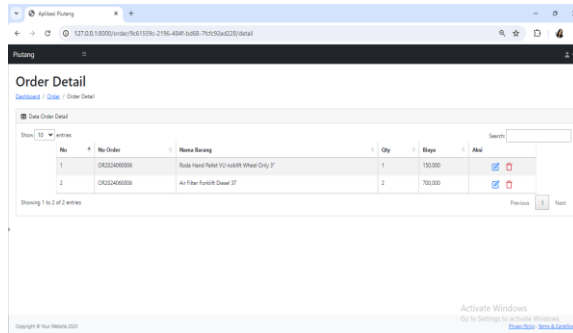 Aplikasi Piutang
127.0.0.1:8000/order/9c61559c-2196-484f-bd68-7fcfc92ed228/detail
Piutang
Order Detail
Dashboard / Order / Order Detail
Data Order Detail
Show 10 entries
Search:
No No Order Nama Barang Qty Biaya Aksi
1 OR2024060006 Roda Hand Pallet VU noblift Wheel Only 3" 1 150,000
2 OR2024060006 Air Filter Forklift Diesel 3T 2 700,000
Showing 1 to 2 of 2 entries
Previous 1 Next
Activate Windows
Go to Settings to activate Windows.
Copyright © Your Website 2023
Privacy Policy · Terms & Conditions